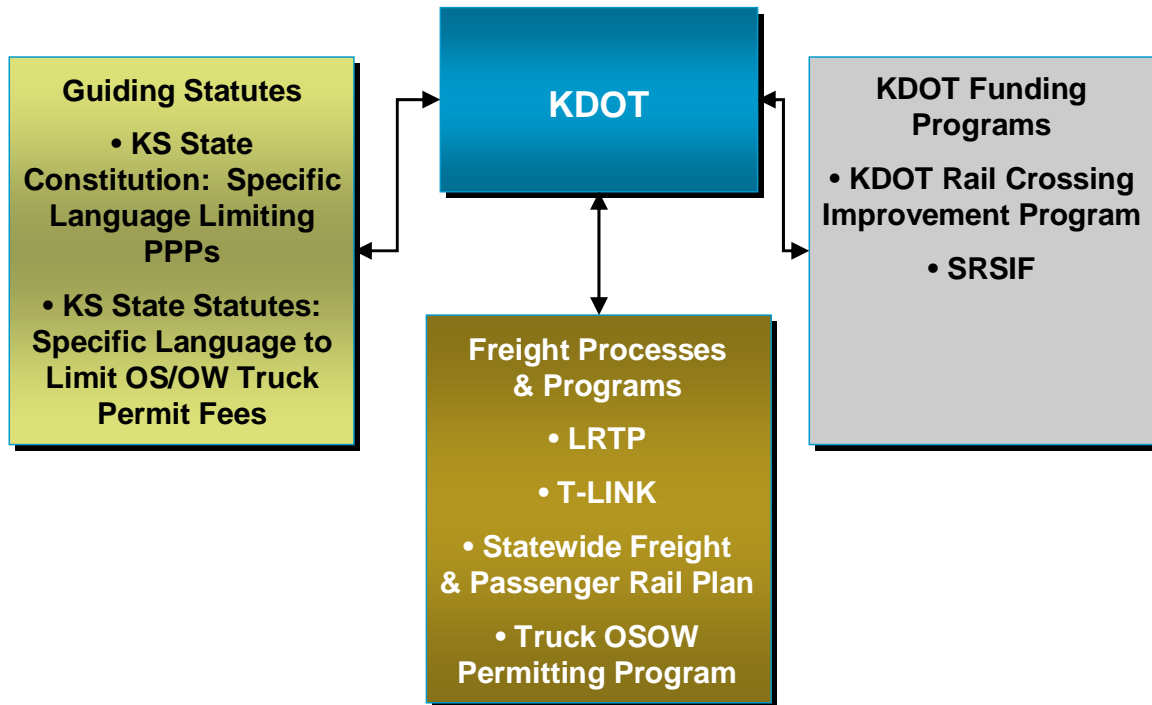 KDOT
Guiding Statutes
• KS State
Constitution: Specific
Language Limiting
PPPs
• KS State Statutes:
Specific Language to
Limit OS/OW Truck
Permit Fees
Freight Processes
& Programs
• LRTP
• T-LINK
• Statewide Freight
& Passenger Rail Plan
• Truck OSOW
Permitting Program
KDOT Funding
Programs
• KDOT Rail Crossing
Improvement Program
• SRSIF